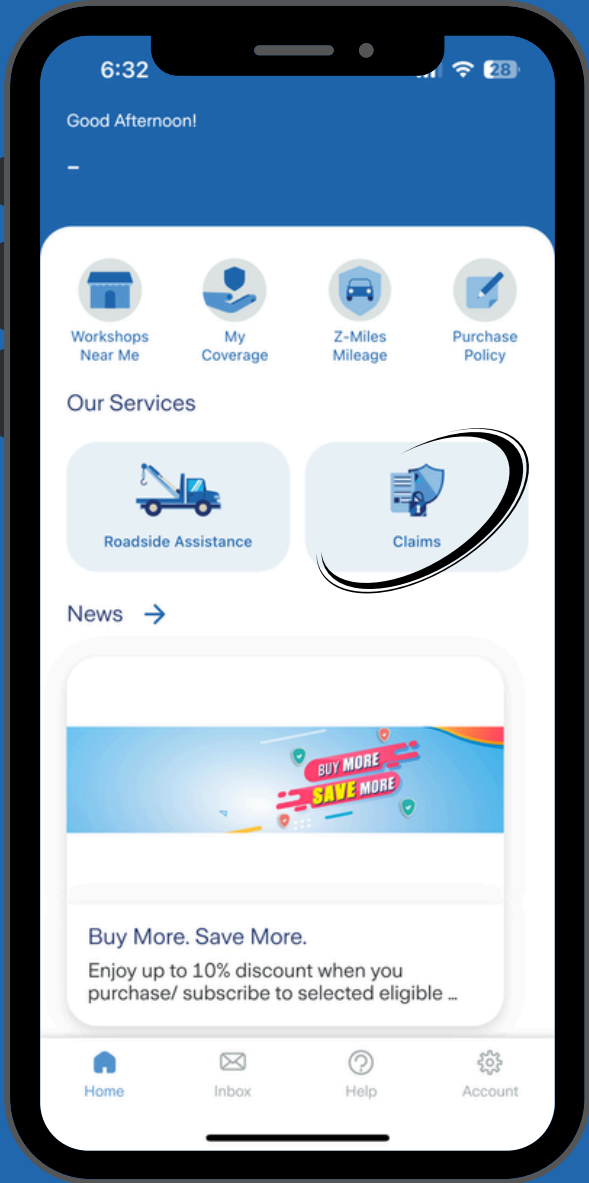 6:32
28
Good Afternoon!
-
Workshops
Near Me
My
Coverage
Z-Miles
Mileage
Purchase
Policy
Our Services
Roadside Assistance
Claims
News
BUY MORE
SAVE MORE
Buy More. Save More.
Enjoy up to 10% discount when you
purchase/ subscribe to selected eligible ...
Home
Inbox
Help
Account